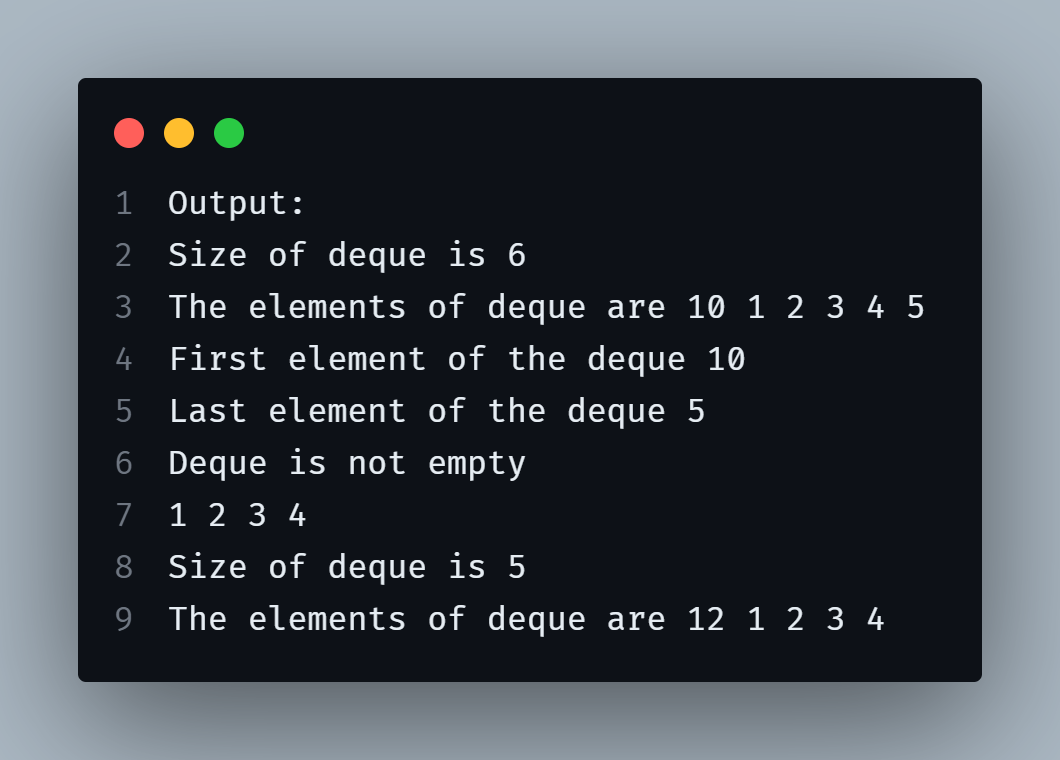 1 Output:
2 Size of deque is 6
3 The elements of deque are 10 1 2 3 4 5
4 First element of the deque 10
5 Last element of the deque 5
6 Deque is not empty
7 1 2 3 4
8 Size of deque is 5
9 The elements of deque are 12 1 2 3 4